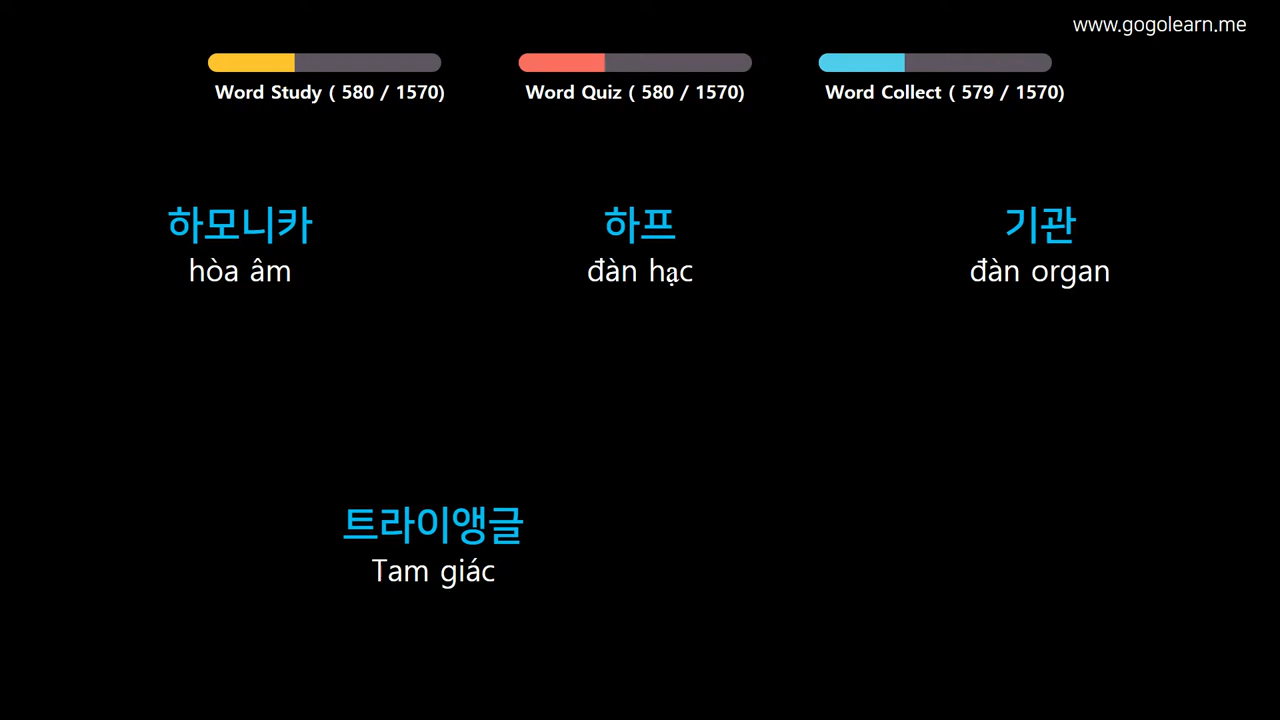 www.gogolearn.me
Word Study ( 580 / 1570)
Word Quiz ( 580 / 1570)
Word Collect ( 579 / 1570)
하모니카
hòa âm
하프
đàn hạc
기관
đàn organ
트라이앵글
Tam giác